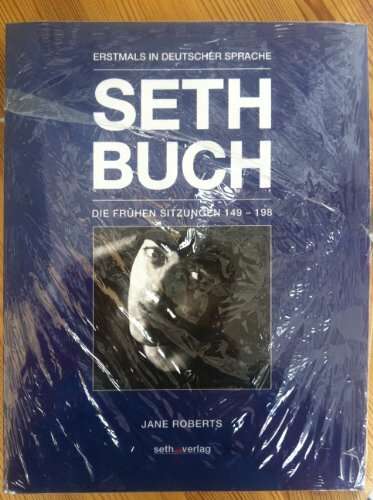 ERSTMALS IN DEUTSCHER SPRACHE
SETH
BUCH
DIE FRÜHEN SITZUNGEN 149 – 198
JANE ROBERTS
seth verlag